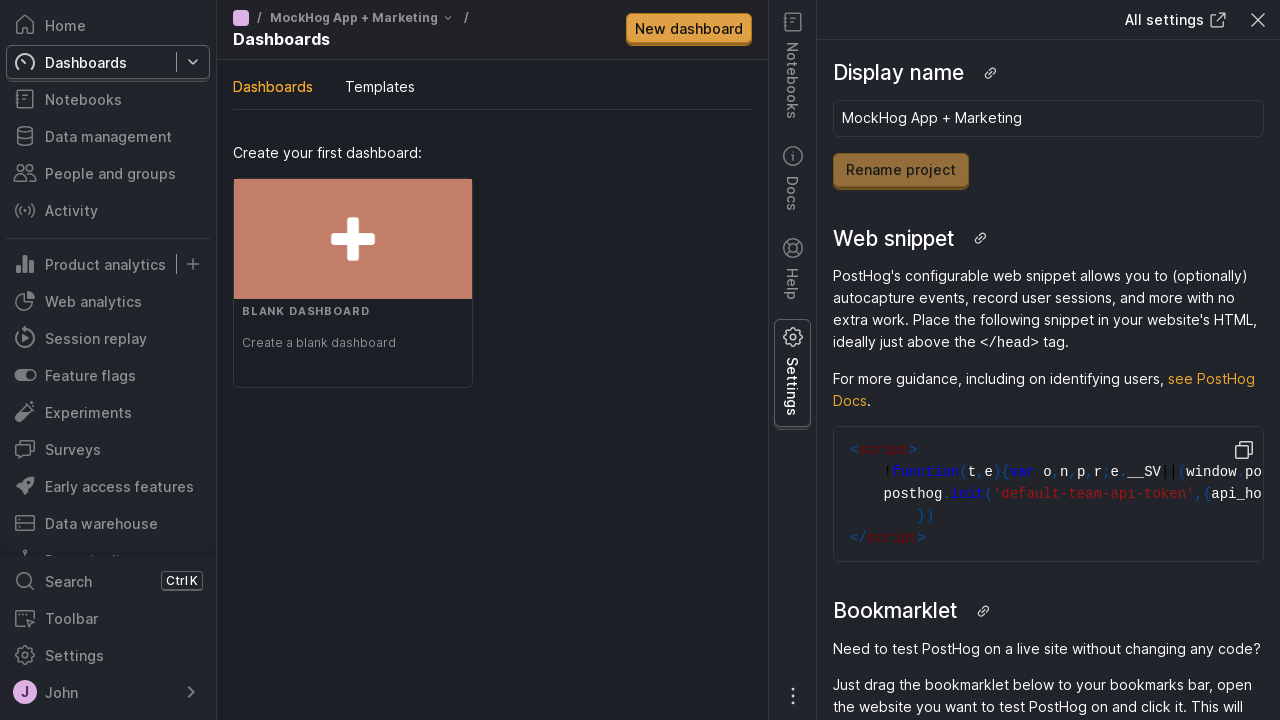 Home
Dashboards
Notebooks
Data management
People and groups
Activity
Product analytics
Web analytics
Session replay
Feature flags
Experiments
Surveys
Early access features
Data warehouse
Search Ctrl K
Toolbar
Settings
J John
/ MockHog App + Marketing /
Dashboards
New dashboard
Dashboards Templates
Create your first dashboard:
BLANK DASHBOARD
Create a blank dashboard
Notebooks
Docs
Help
Settings
All settings
Display name
MockHog App + Marketing
Rename project
Web snippet
PostHog's configurable web snippet allows you to (optionally)
autocapture events, record user sessions, and more with no
extra work. Place the following snippet in your website's HTML,
ideally just above the </head> tag.
For more guidance, including on identifying users, see PostHog
Docs.
<script>
!function(t,e){var o,n,p,r;e.__SV||(window.po
posthog.init('default-team-api-token',{api_ho
})
</script>
Bookmarklet
Need to test PostHog on a live site without changing any code?
Just drag the bookmarklet below to your bookmarks bar, open
the website you want to test PostHog on and click it. This will